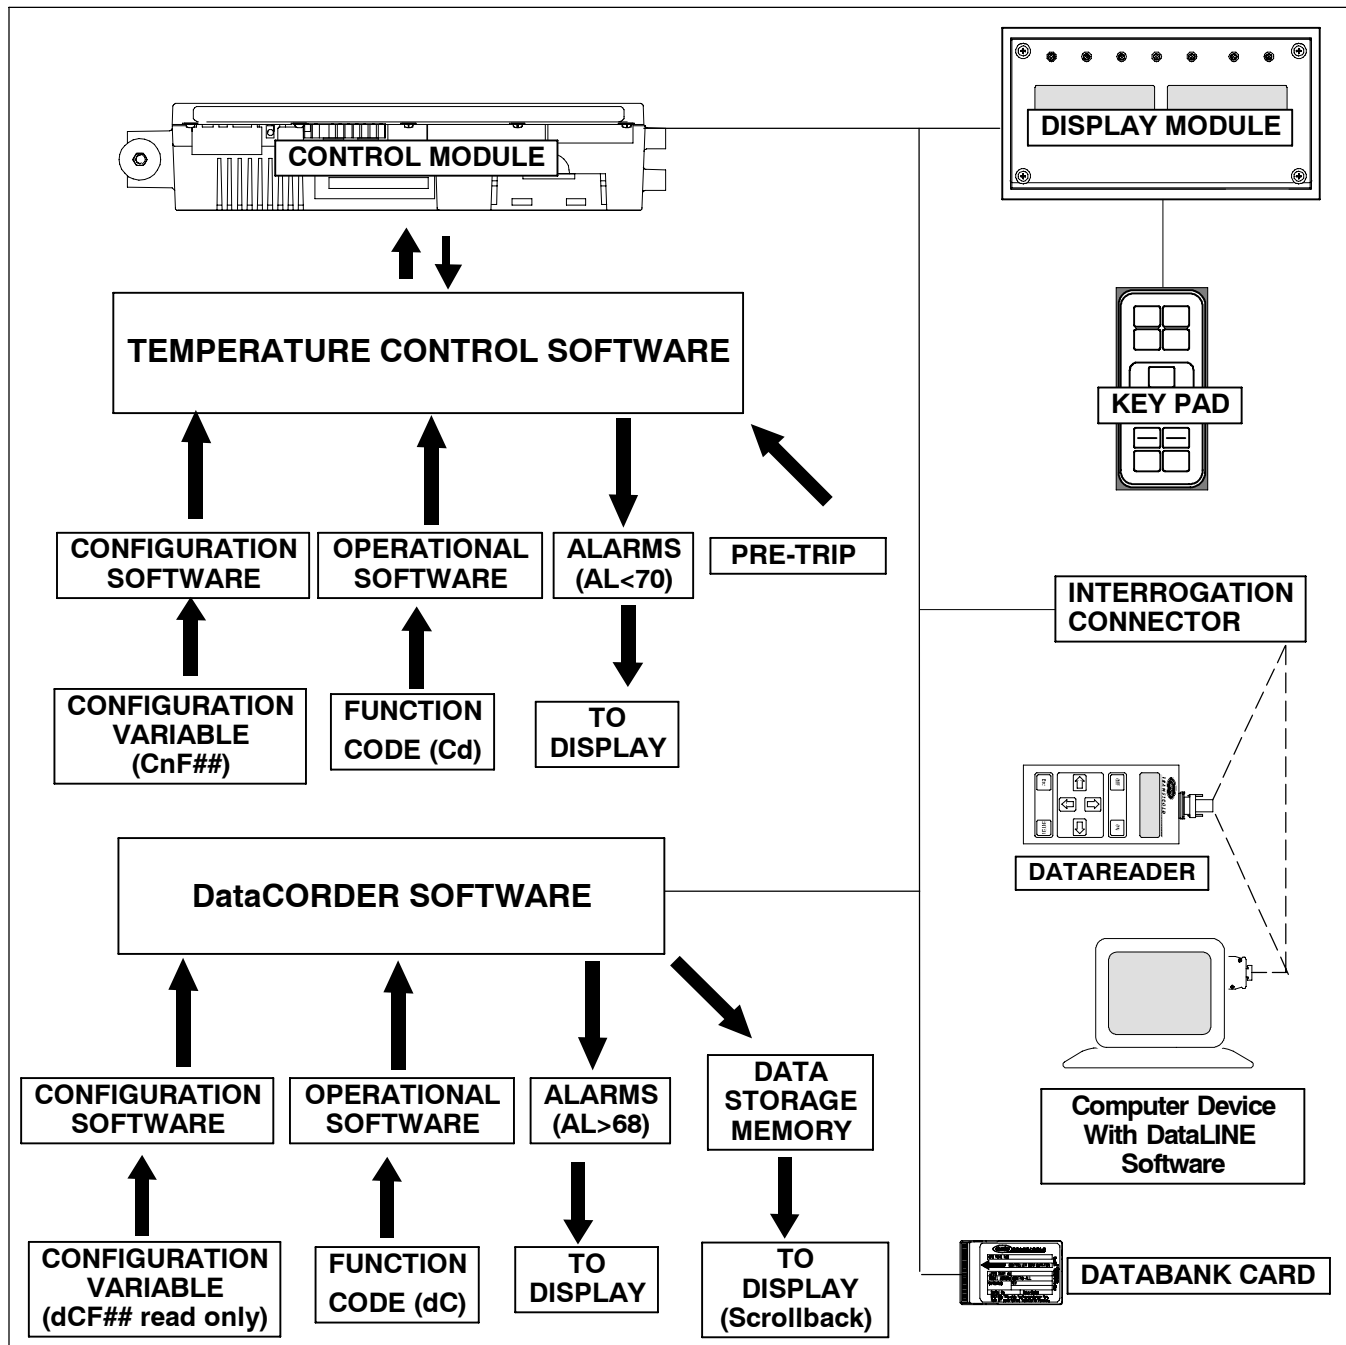 CONTROL MODULE
DISPLAY MODULE
TEMPERATURE CONTROL SOFTWARE
KEY PAD
CONFIGURATION
SOFTWARE
OPERATIONAL
SOFTWARE
ALARMS
(AL<70)
PRE-TRIP
INTERROGATION
CONNECTOR
CONFIGURATION
VARIABLE
(CnF##)
FUNCTION
CODE (Cd)
TO
DISPLAY
DATAREADER
DataCORDER SOFTWARE
CONFIGURATION
SOFTWARE
OPERATIONAL
SOFTWARE
ALARMS
(AL>68)
DATA
STORAGE
MEMORY
Computer Device
With DataLINE
Software
CONFIGURATION
VARIABLE
(dCF## read only)
FUNCTION
CODE (dC)
TO
DISPLAY
TO
DISPLAY
(Scrollback)
DATABANK CARD